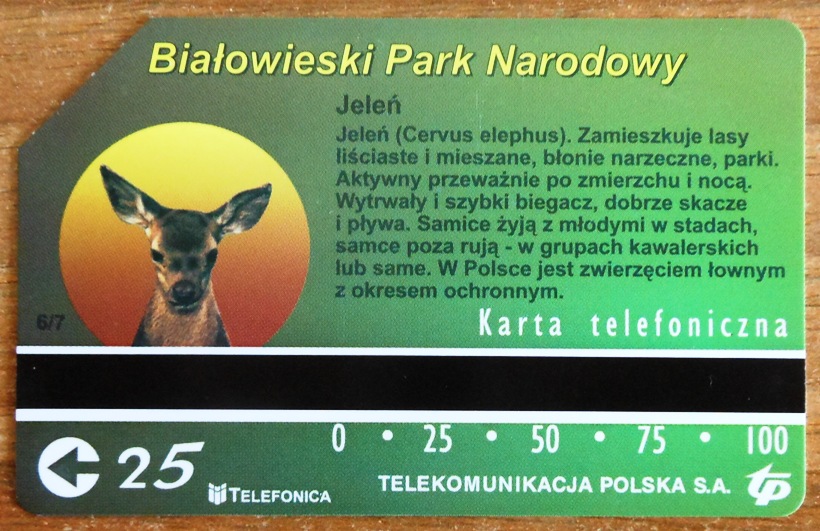 Białowieski Park Narodowy
Jeleń
Jeleń (Cervus elephus). Zamieszkuje lasy
liściaste i mieszane, błonie narzeczne, parki.
Aktywny przeważnie po zmierzchu i nocą.
Wytrwały i szybki biegacz, dobrze skacze
i pływa. Samice żyją z młodymi w stadach,
samce poza rują - w grupach kawalerskich
lub same. W Polsce jest zwierzęciem łownym
z okresem ochronnym.
6/7
Karta telefoniczna
0 • 25 • 50 • 75 • 100
25
TELEFONICA
TELEKOMUNIKACJA POLSKA S.A. tp